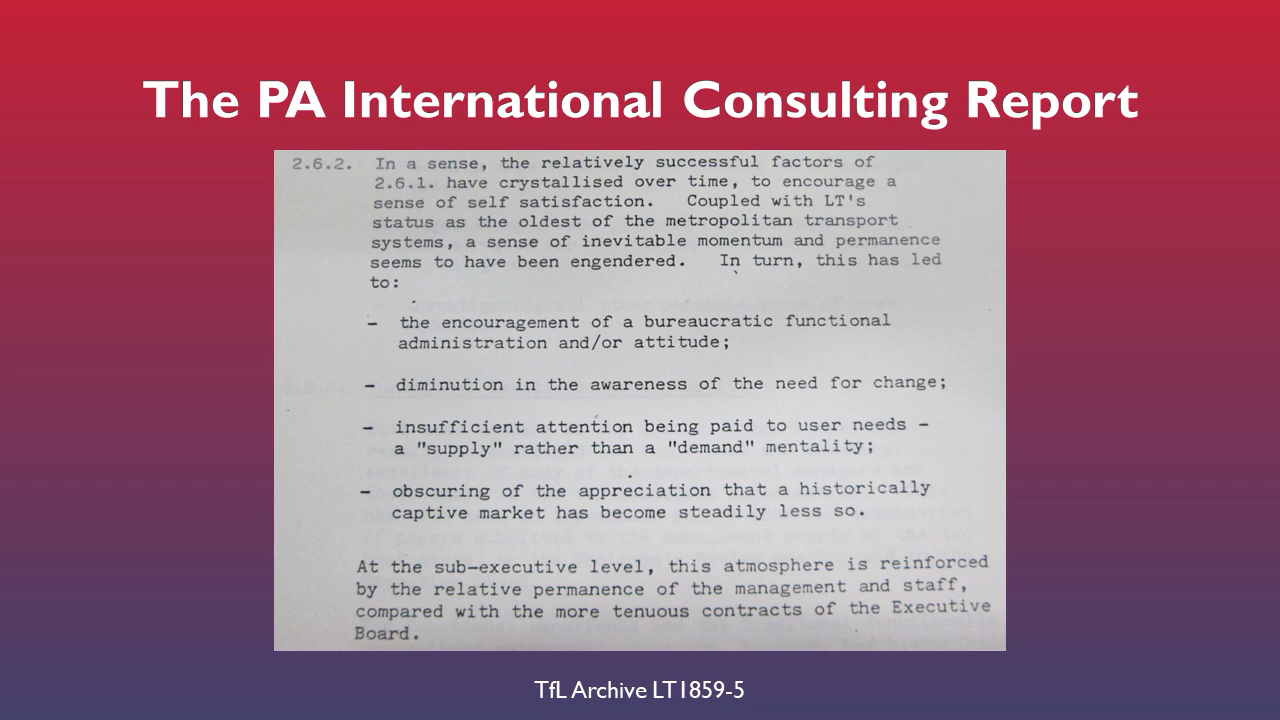 The PA International Consulting Report
2.6.2. In a sense, the relatively successful factors of
2.6.1. have crystallised over time, to encourage a
sense of self satisfaction. Coupled with LT's
status as the oldest of the metropolitan transport
systems, a sense of inevitable momentum and permanence
seems to have been engendered. In turn, this has led
to:
- the encouragement of a bureaucratic functional
administration and/or attitude;
- diminution in the awareness of the need for change;
- insufficient attention being paid to user needs -
a "supply" rather than a "demand" mentality;
- obscuring of the appreciation that a historically
captive market has become steadily less so.
At the sub-executive level, this atmosphere is reinforced
by the relative permanence of the management and staff,
compared with the more tenuous contracts of the Executive
Board.
TfL Archive LT1859-5